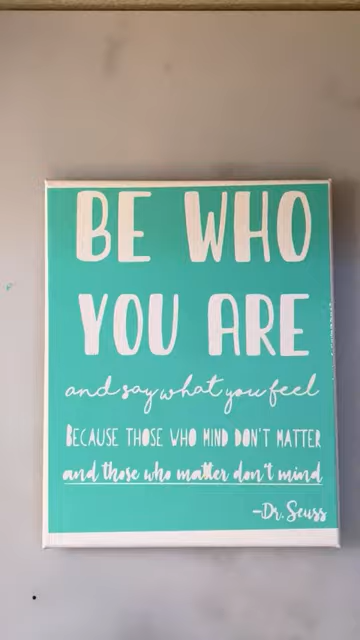 BE WHO
YOU ARE
and say what you feel
BECAUSE THOSE WHO MIND DON'T MATTER
and those who matter don't mind
-Dr. Seuss